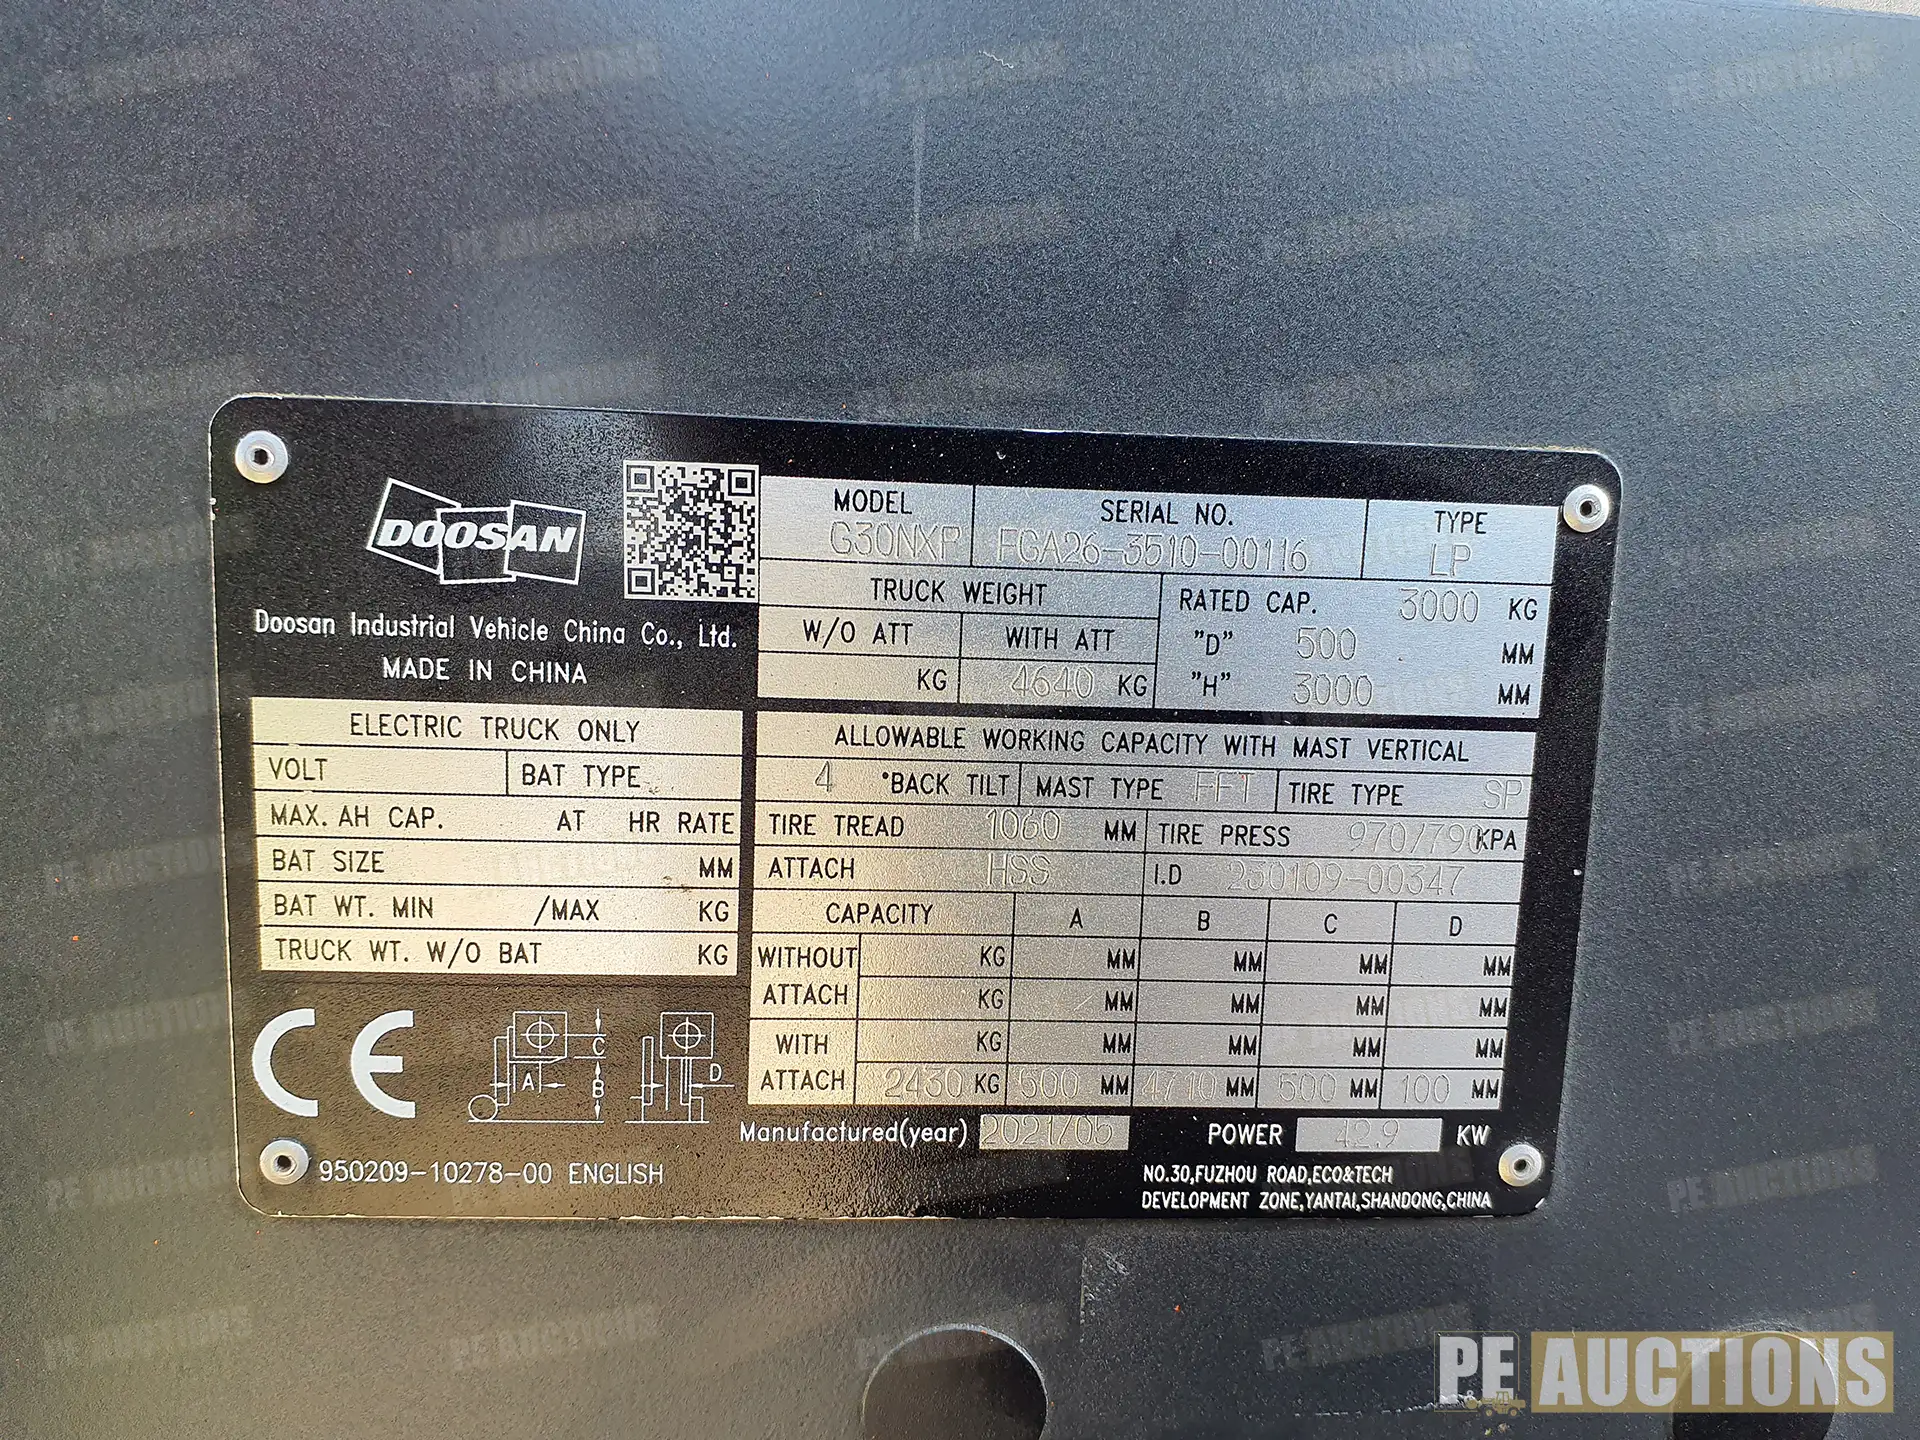 DOOSAN
Doosan Industrial Vehicle China Co., Ltd.
MADE IN CHINA
MODEL SERIAL NO. TYPE
G30NXP FGA26-3510-00116 LP
TRUCK WEIGHT RATED CAP. 3000 KG
W/O ATT WITH ATT "D" 500 MM
KG 4640 KG "H" 3000 MM
ELECTRIC TRUCK ONLY
VOLT BAT TYPE
MAX. AH CAP. AT HR RATE
BAT SIZE MM
BAT WT. MIN /MAX KG
TRUCK WT. W/O BAT KG
ALLOWABLE WORKING CAPACITY WITH MAST VERTICAL
4 °BACK TILT MAST TYPE FFT TIRE TYPE SP
TIRE TREAD 1060 MM TIRE PRESS 970/790 KPA
ATTACH HSS I.D 230109-00347
CAPACITY A B C D
WITHOUT KG MM MM MM MM
ATTACH KG MM MM MM MM
WITH KG MM MM MM MM
ATTACH 2430 KG 500 MM 4710 MM 500 MM 100 MM
CE
A C B D
Manufactured(year) 2021/05 POWER 42.9 KW
950209-10278-00 ENGLISH
NO.30,FUZHOU ROAD,ECO&TECH
DEVELOPMENT ZONE,YANTAI,SHANDONG,CHINA
PE AUCTIONS